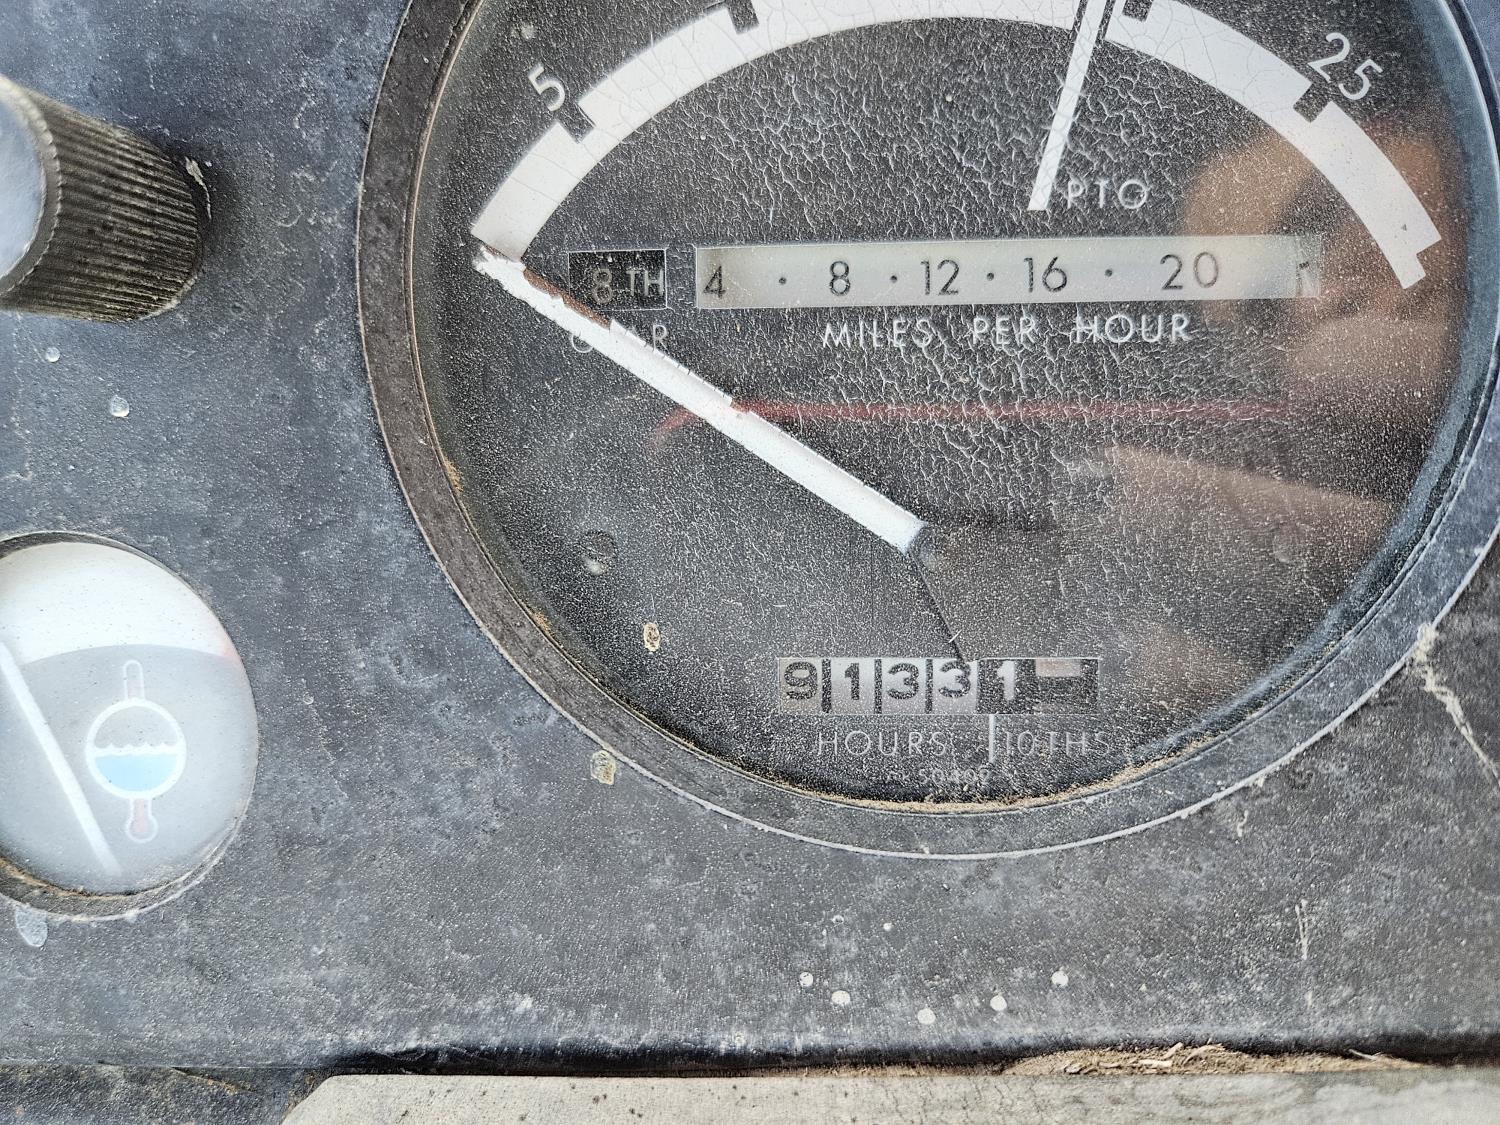 5
25
PTO
8TH 4 · 8 · 12 · 16 · 20
MILES PER HOUR
91331
HOURS 10THS